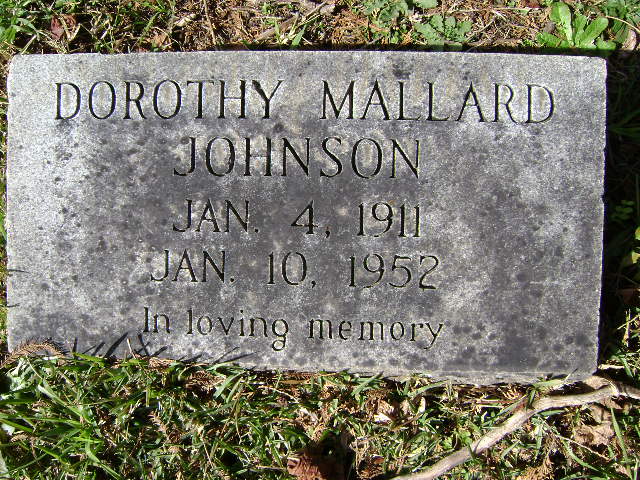 DOROTHY MALLARD
JOHNSON
JAN. 4, 1911
JAN. 10, 1952
In loving memory